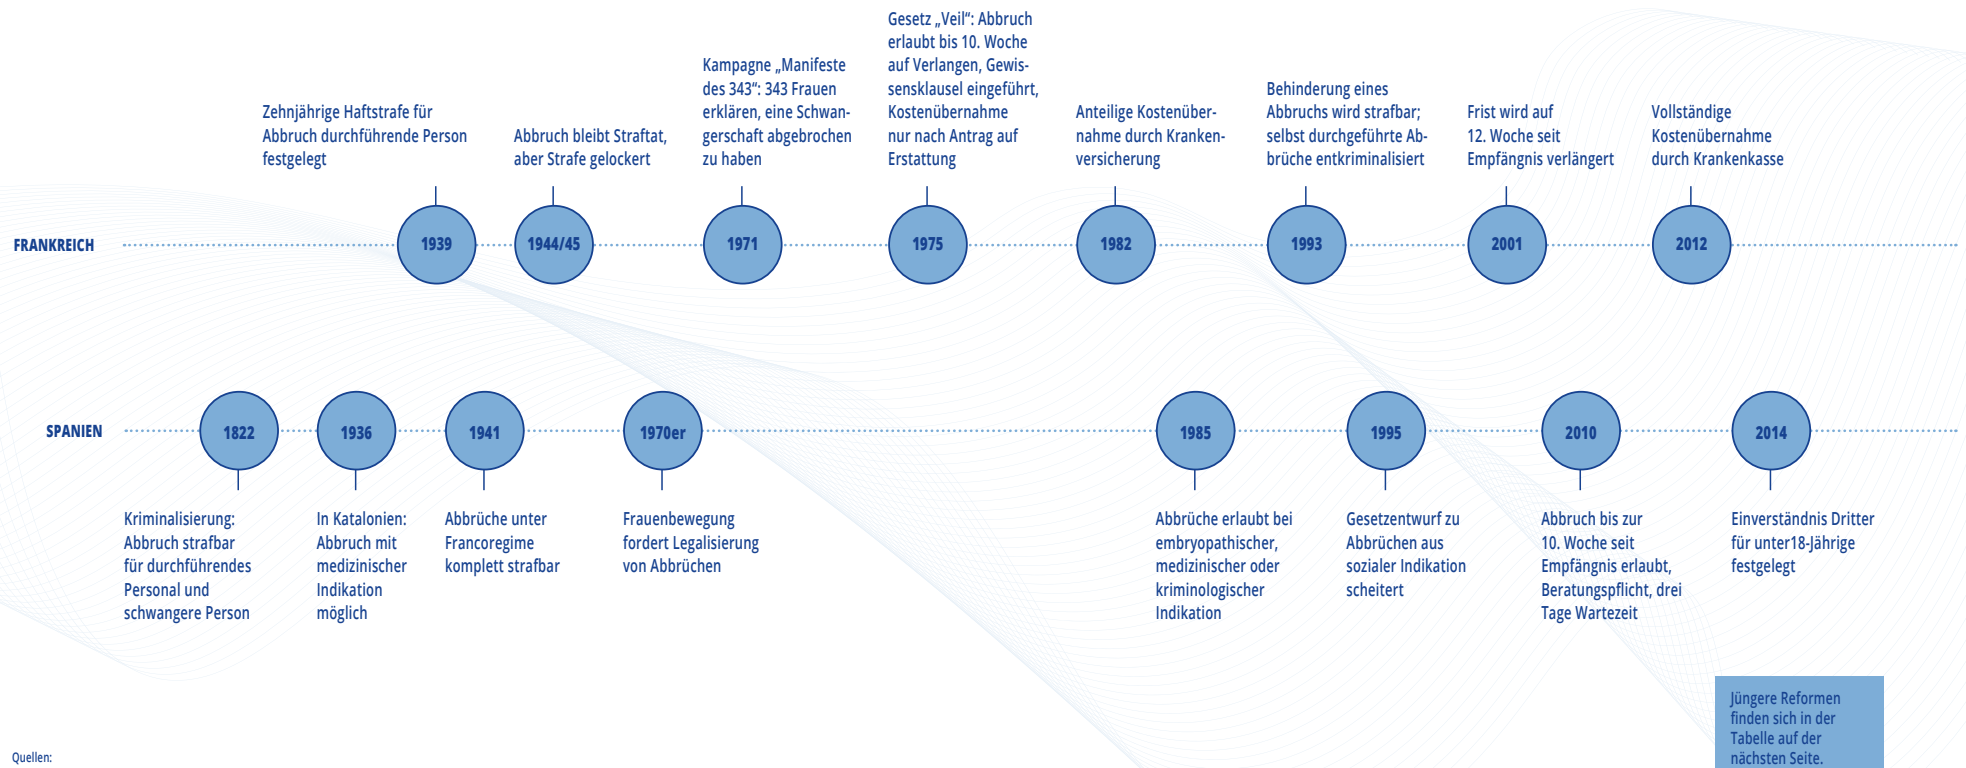 Zehnjährige Haftstrafe für
Abbruch durchführende Person
festgelegt
Abbruch bleibt Straftat,
aber Strafe gelockert
Kampagne „Manifeste
des 343“: 343 Frauen
erklären, eine Schwan-
gerschaft abgebrochen
zu haben
Gesetz „Veil“: Abbruch
erlaubt bis 10. Woche
auf Verlangen, Gewis-
sensklausel eingeführt,
Kostenübernahme
nur nach Antrag auf
Erstattung
Anteilige Kostenüber-
nahme durch Kranken-
versicherung
Behinderung eines
Abbruchs wird strafbar;
selbst durchgeführte Ab-
brüche entkriminalisiert
Frist wird auf
12. Woche seit
Empfängnis verlängert
Vollständige
Kostenübernahme
durch Krankenkasse
FRANKREICH
1939
1944/45
1971
1975
1982
1993
2001
2012
SPANIEN
1822
1936
1941
1970er
1985
1995
2010
2014
Kriminalisierung:
Abbruch strafbar
für durchführendes
Personal und
schwangere Person
In Katalonien:
Abbruch mit
medizinischer
Indikation
möglich
Abbrüche unter
Francoregime
komplett strafbar
Frauenbewegung
fordert Legalisierung
von Abbrüchen
Abbrüche erlaubt bei
embryopathischer,
medizinischer oder
kriminologischer
Indikation
Gesetzentwurf zu
Abbrüchen aus
sozialer Indikation
scheitert
Abbruch bis zur
10. Woche seit
Empfängnis erlaubt,
Beratungspflicht, drei
Tage Wartezeit
Einverständnis Dritter
für unter18-Jährige
festgelegt
Jüngere Reformen
finden sich in der
Tabelle auf der
nächsten Seite.
Quellen: